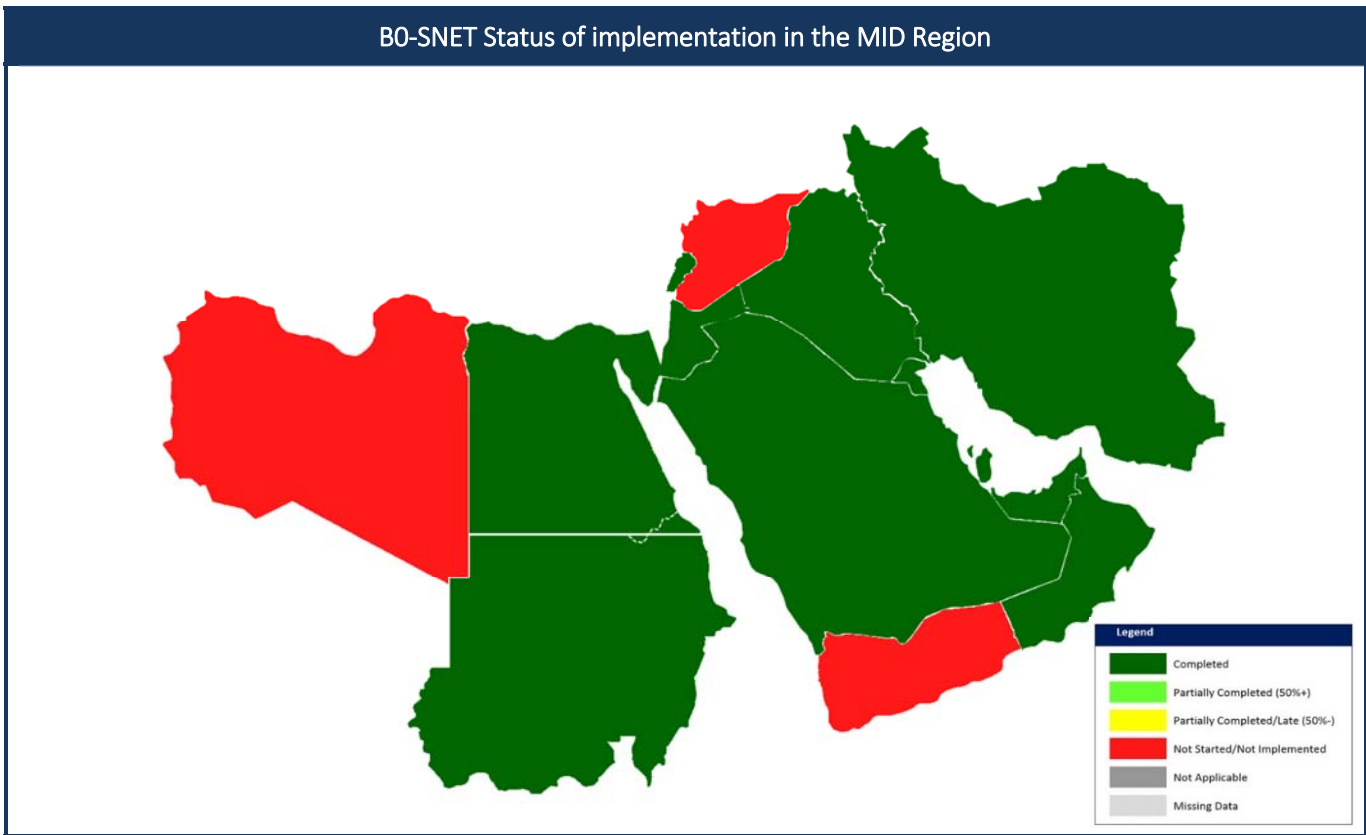 B0-SNET Status of implementation in the MID Region
Legend
Completed
Partially Completed (50%+)
Partially Completed/Late (50%-)
Not Started/Not Implemented
Not Applicable
Missing Data